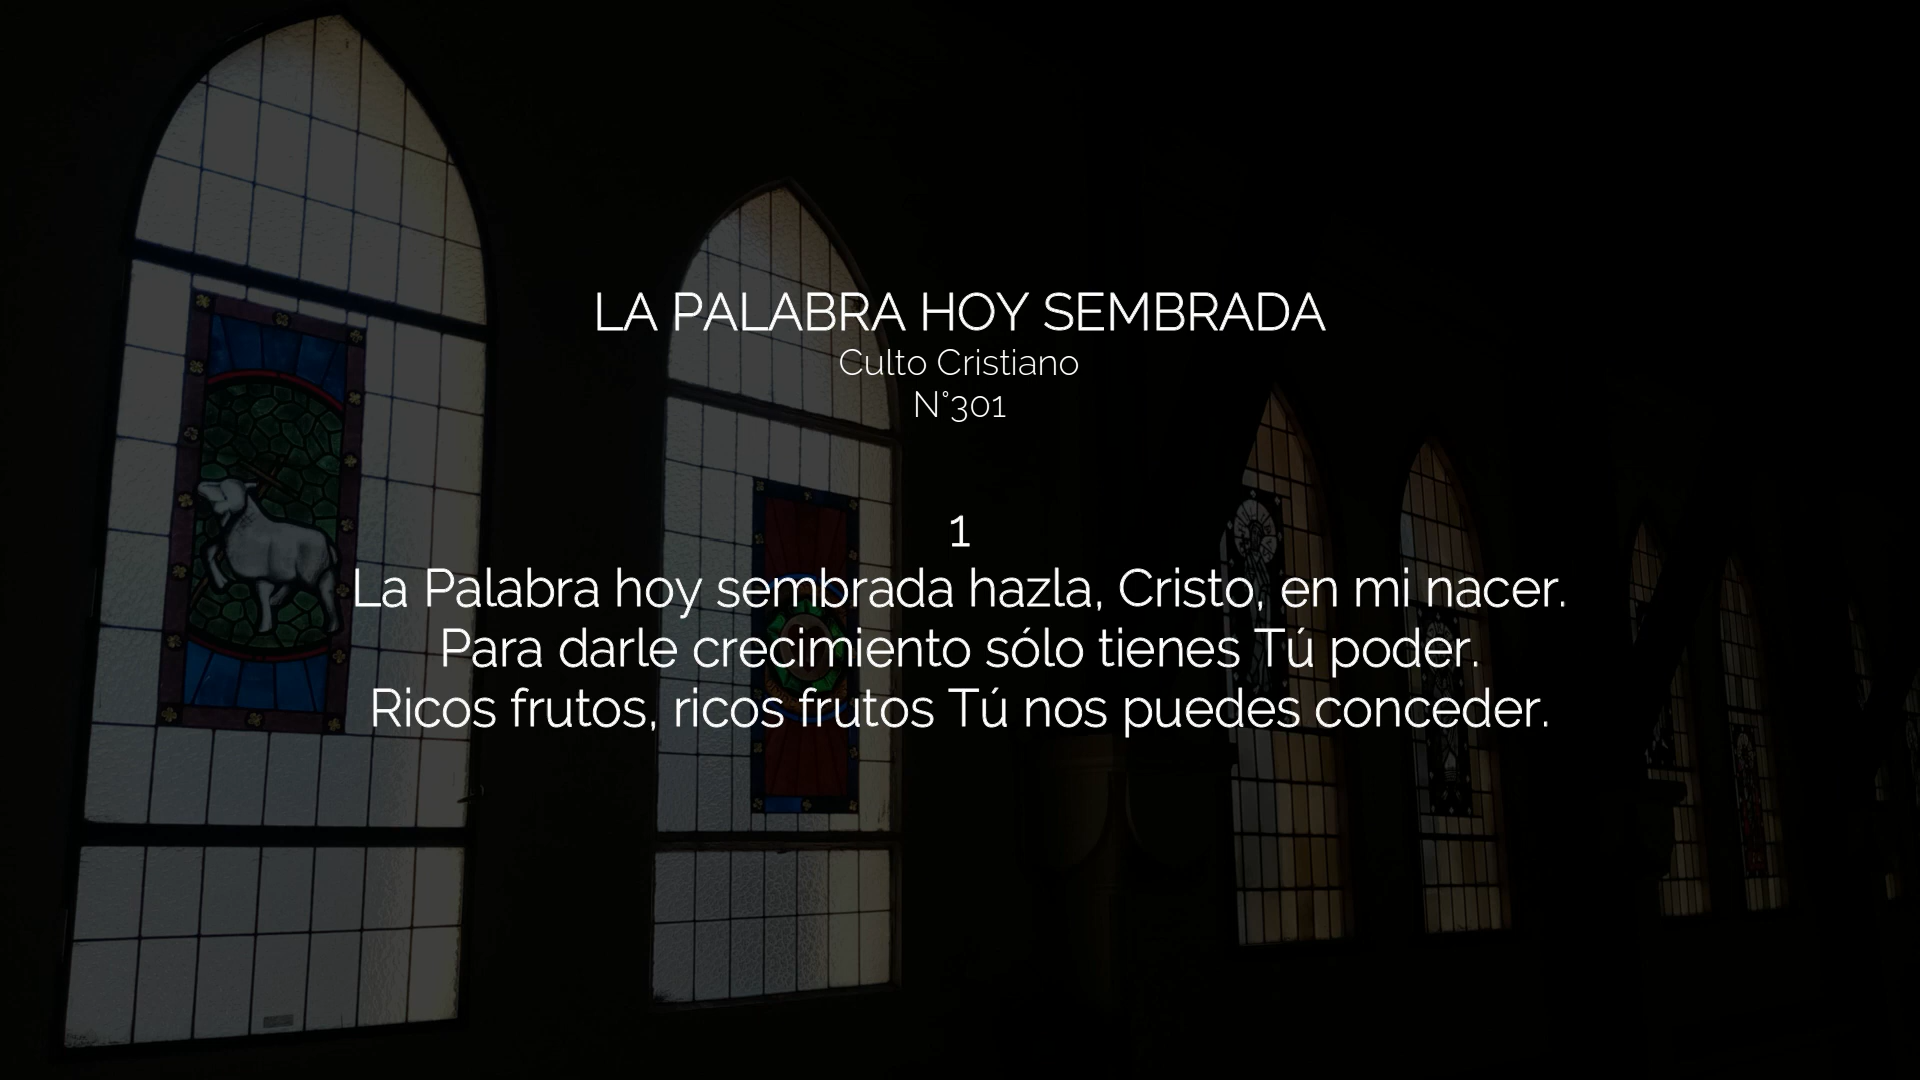 LA PALABRA HOY SEMBRADA
Culto Cristiano
N°301
1
La Palabra hoy sembrada hazla, Cristo, en mi nacer.
Para darle crecimiento sólo tienes Tú poder.
Ricos frutos, ricos frutos Tú nos puedes conceder.